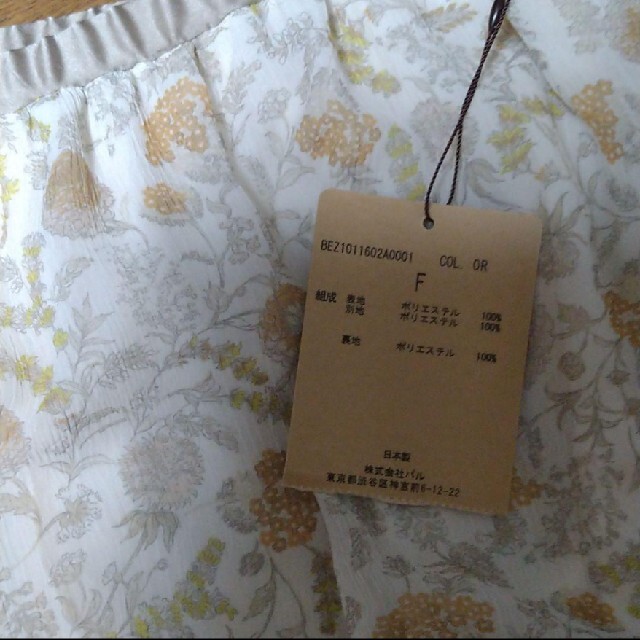 BEZ1011602A0001 COL. OR
F
組成 表地 ポリエステル 100%
別地 ポリエステル 100%
裏地 ポリエステル 100%
日本製
株式会社パル
東京都渋谷区神宮前6-12-22